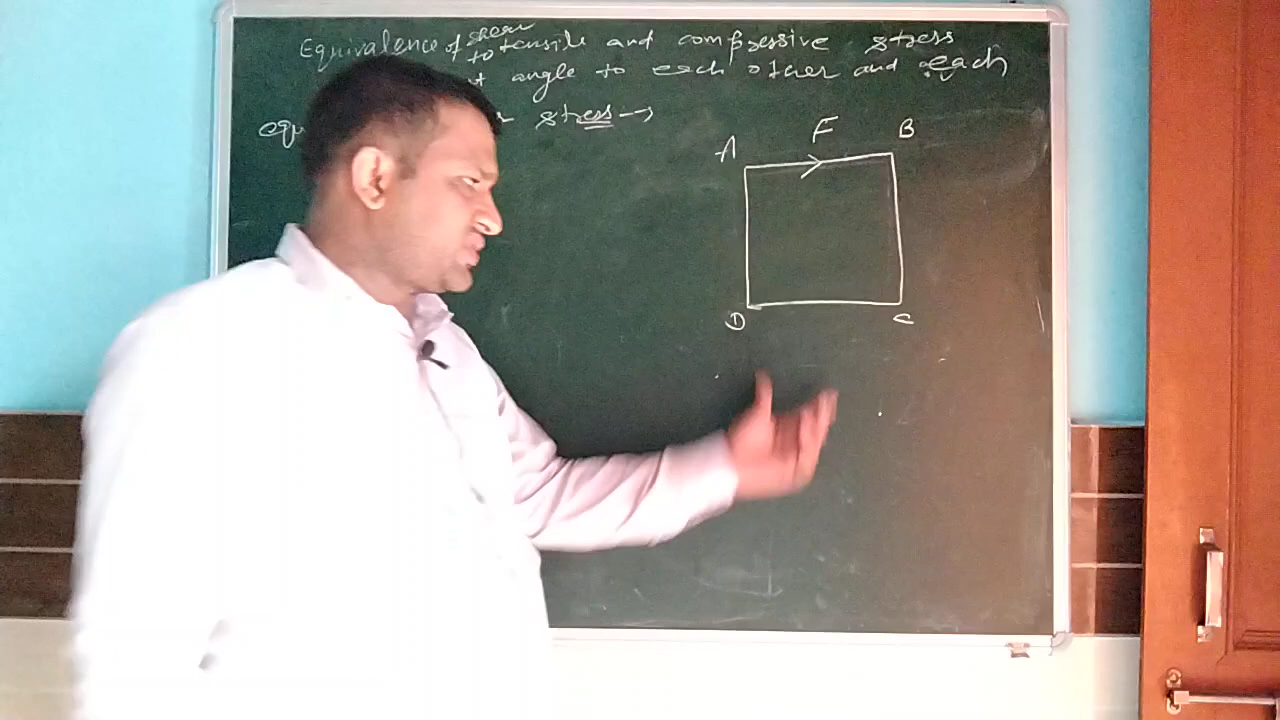 Equivalence of shear
to tensile and compressive stress
angle to each other and each
stress →
F
A B
D C